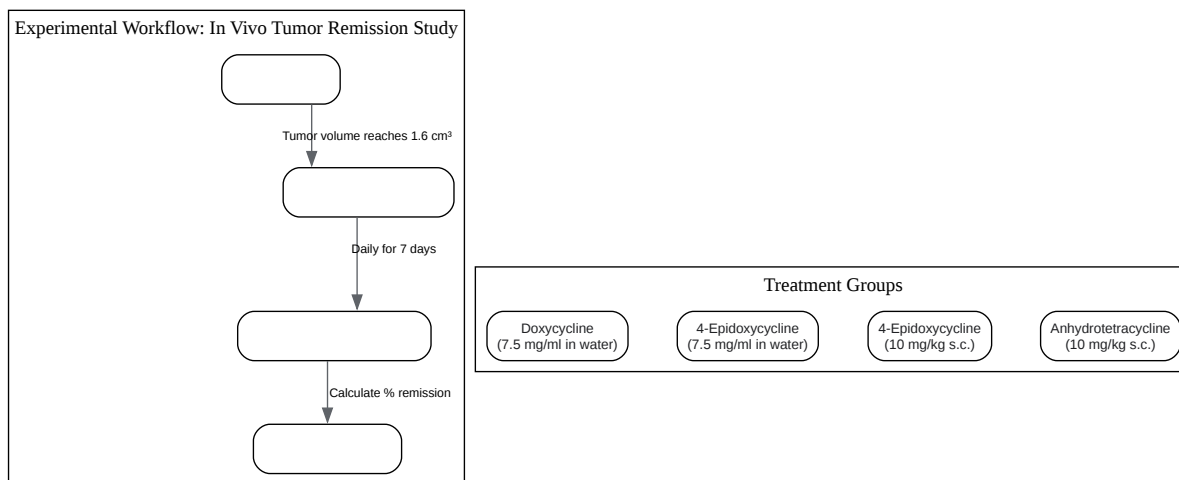 Experimental Workflow: In Vivo Tumor Remission Study
Tumor volume reaches 1.6 cm³
Daily for 7 days
Calculate % remission
Treatment Groups
Doxycycline
(7.5 mg/ml in water)
4-Epidoxycycline
(7.5 mg/ml in water)
4-Epidoxycycline
(10 mg/kg s.c.)
Anhydrotetracycline
(10 mg/kg s.c.)